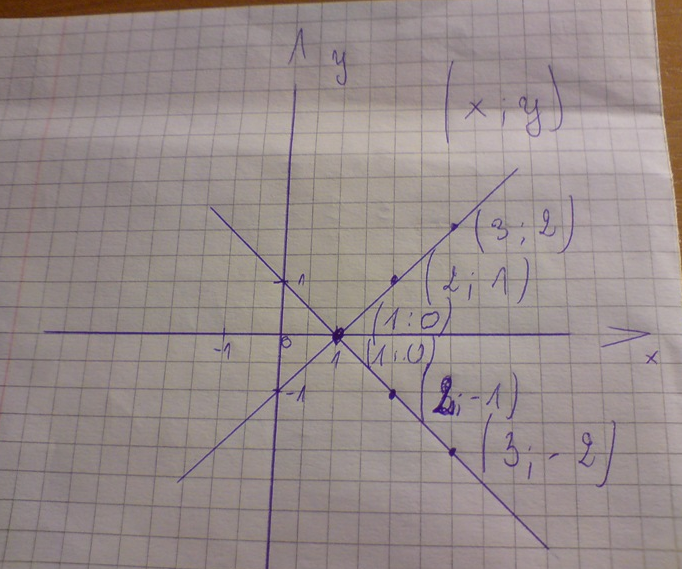 y
(x ; y)
(3 ; 2)
1
(2 ; 1)
(1 ; 0)
-1
0
1
(1 ; 0)
x
-1
(2 ; -1)
(3 ; -2)